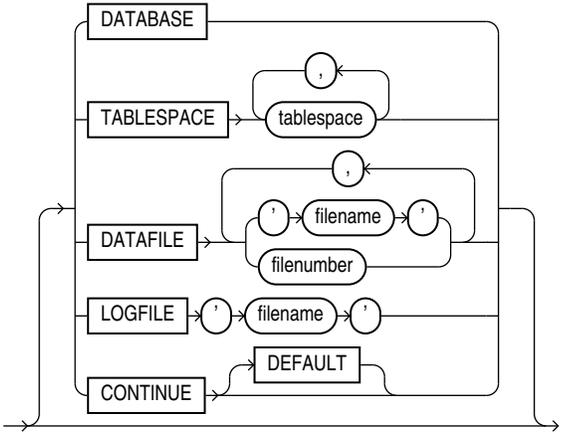 DATABASE
,
TABLESPACE tablespace
,
' filename '
DATAFILE
filenumber
LOGFILE ' filename '
DEFAULT
CONTINUE